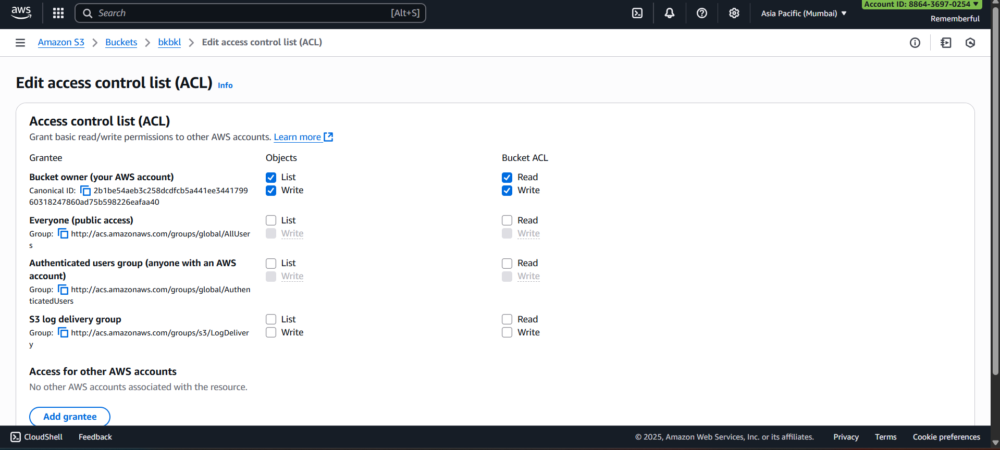 aws
Search
[Alt+S]
Asia Pacific (Mumbai)
Account ID: 8864-3697-0254
Rememberful
Amazon S3
Buckets
bkbkl
Edit access control list (ACL)
Edit access control list (ACL) Info
Access control list (ACL)
Grant basic read/write permissions to other AWS accounts. Learn more
Grantee
Objects
Bucket ACL
Bucket owner (your AWS account)
Canonical ID: 2b1be54aeb3c258dcdfcb5a441ee3441799
60318247860ad75b598226eafaa40
List
Write
Read
Write
Everyone (public access)
Group: http://acs.amazonaws.com/groups/global/AllUser
s
List
Write
Read
Write
Authenticated users group (anyone with an AWS
account)
Group: http://acs.amazonaws.com/groups/global/Authen
ticatedUsers
List
Write
Read
Write
S3 log delivery group
Group: http://acs.amazonaws.com/groups/s3/LogDeliver
y
List
Write
Read
Write
Access for other AWS accounts
No other AWS accounts associated with the resource.
Add grantee
CloudShell
Feedback
© 2025, Amazon Web Services, Inc. or its affiliates.
Privacy
Terms
Cookie preferences